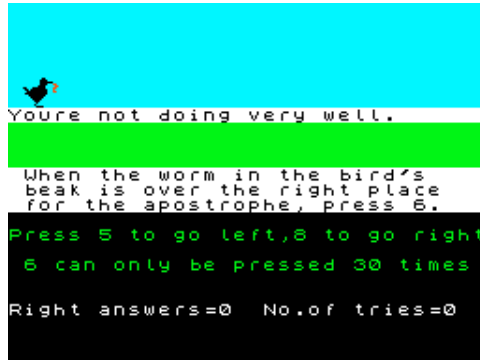 Youre not doing very well.
When the worm in the bird's
beak is over the right place
for the apostrophe, press 6.
Press 5 to go left,8 to go right
6 can only be pressed 30 times
Right answers=0 No.of tries=0